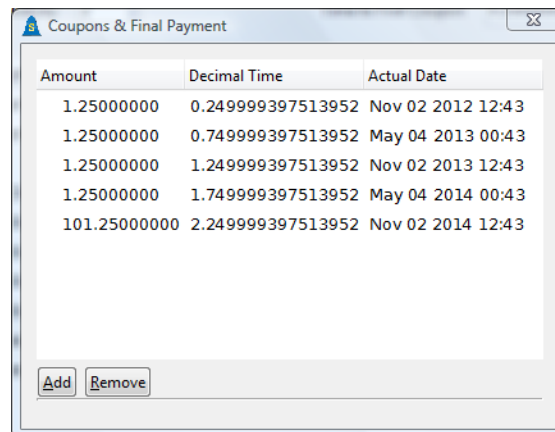 Coupons & Final Payment
Amount Decimal Time Actual Date
1.25000000 0.249999397513952 Nov 02 2012 12:43
1.25000000 0.749999397513952 May 04 2013 00:43
1.25000000 1.249999397513952 Nov 02 2013 12:43
1.25000000 1.749999397513952 May 04 2014 00:43
101.25000000 2.249999397513952 Nov 02 2014 12:43
Add Remove